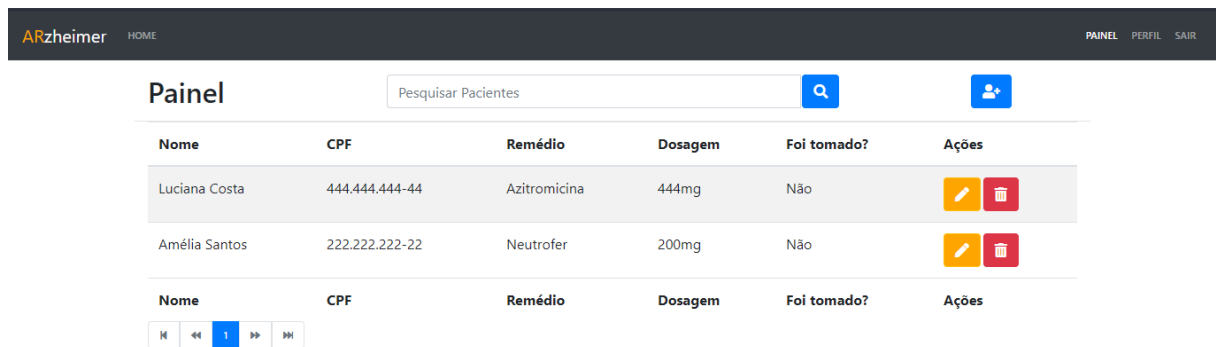 ARzheimer HOME PAINEL PERFIL SAIR
Painel Pesquisar Pacientes
Nome CPF Remédio Dosagem Foi tomado? Ações
Luciana Costa 444.444.444-44 Azitromicina 444mg Não
Amélia Santos 222.222.222-22 Neutrofer 200mg Não
Nome CPF Remédio Dosagem Foi tomado? Ações
1